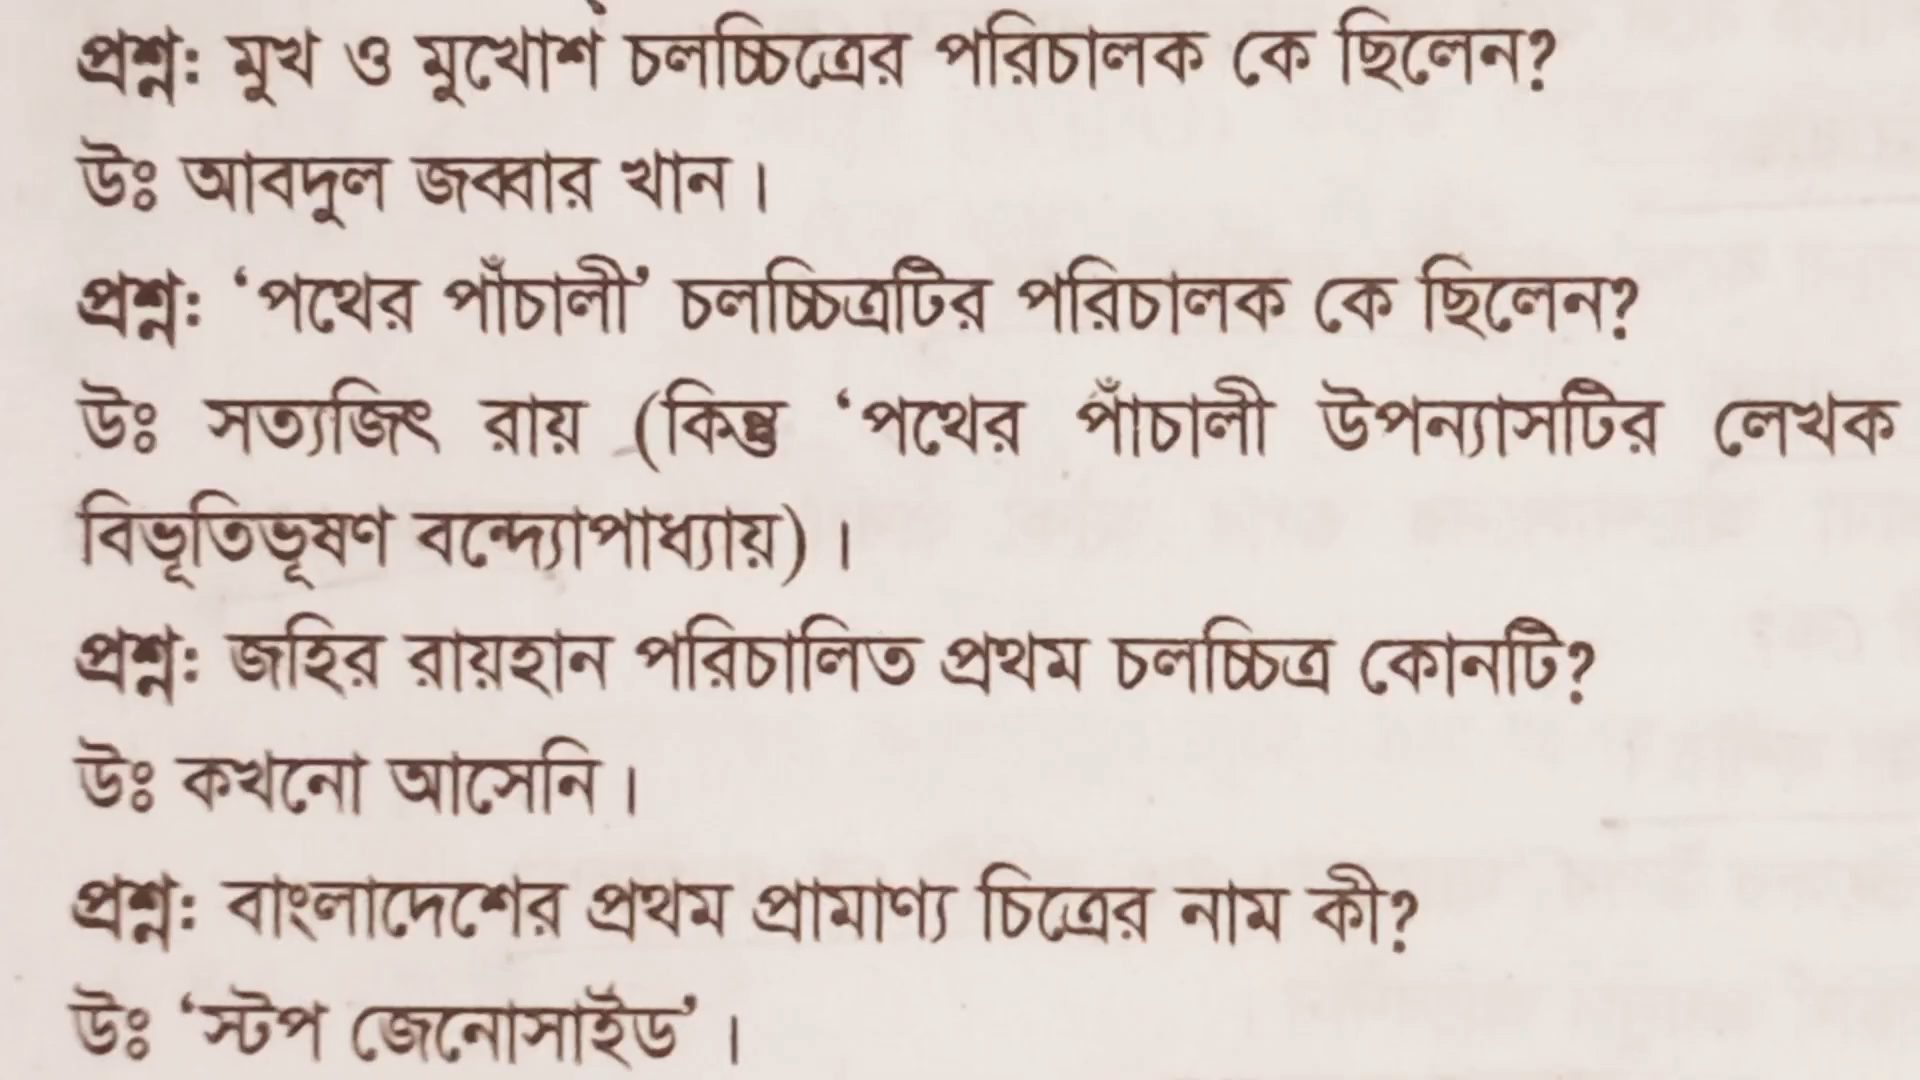 প্রশ্ন: মুখ ও মুখোশ চলচ্চিত্রের পরিচালক কে ছিলেন?
উঃ আবদুল জব্বার খান।
প্রশ্ন: ‘পথের পাঁচালী’ চলচ্চিত্রটির পরিচালক কে ছিলেন?
উঃ সত্যজিৎ রায় (কিন্তু ‘পথের পাঁচালী উপন্যাসটির লেখক
বিভূতিভূষণ বন্দ্যোপাধ্যায়)।
প্রশ্ন: জহির রায়হান পরিচালিত প্রথম চলচ্চিত্র কোনটি?
উঃ কখনো আসেনি।
প্রশ্ন: বাংলাদেশের প্রথম প্রামাণ্য চিত্রের নাম কী?
উঃ ‘স্টপ জেনোসাইড’।